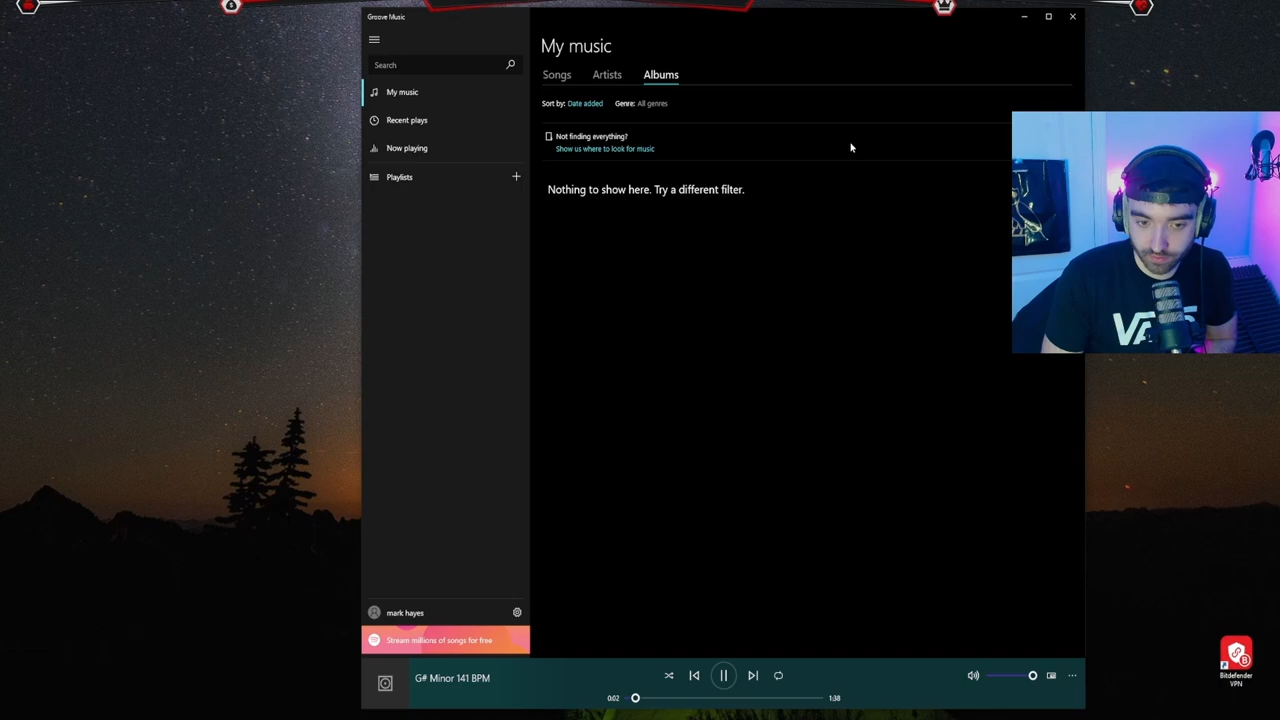 Groove Music
Search
My music
Recent plays
Now playing
Playlists
mark hayes
Stream millions of songs for free
My music
Songs Artists Albums
Sort by: Date added Genre: All genres
Not finding everything?
Show us where to look for music
Nothing to show here. Try a different filter.
G# Minor 141 BPM
0:02
1:38
Bitdefender
VPN